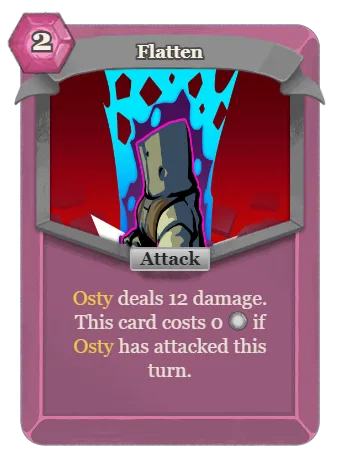 2
Flatten
Attack
Osty deals 12 damage.
This card costs 0 if
Osty has attacked this
turn.